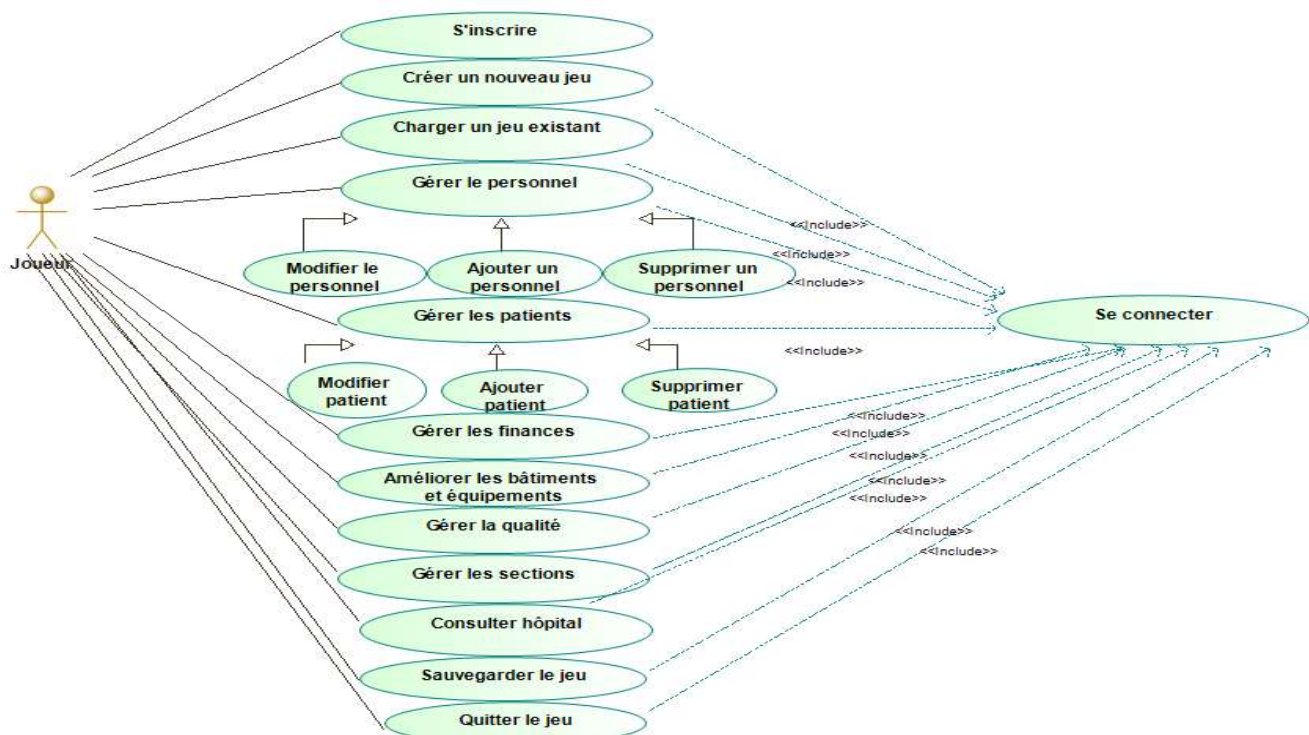 S'inscrire
Créer un nouveau jeu
Charger un jeu existant
Gérer le personnel
<<Include>>
<<Include>>
Joueur
Modifier le
personnel
Ajouter un
personnel
Supprimer un
personnel
<<Include>>
Gérer les patients
Se connecter
<<Include>>
Modifier
patient
Ajouter
patient
Supprimer
patient
<<Include>>
Gérer les finances
<<Include>>
<<Include>>
Améliorer les bâtiments
et équipements
<<Include>>
<<Include>>
Gérer la qualité
<<Include>>
<<Include>>
Gérer les sections
Consulter hôpital
Sauvegarder le jeu
Quitter le jeu